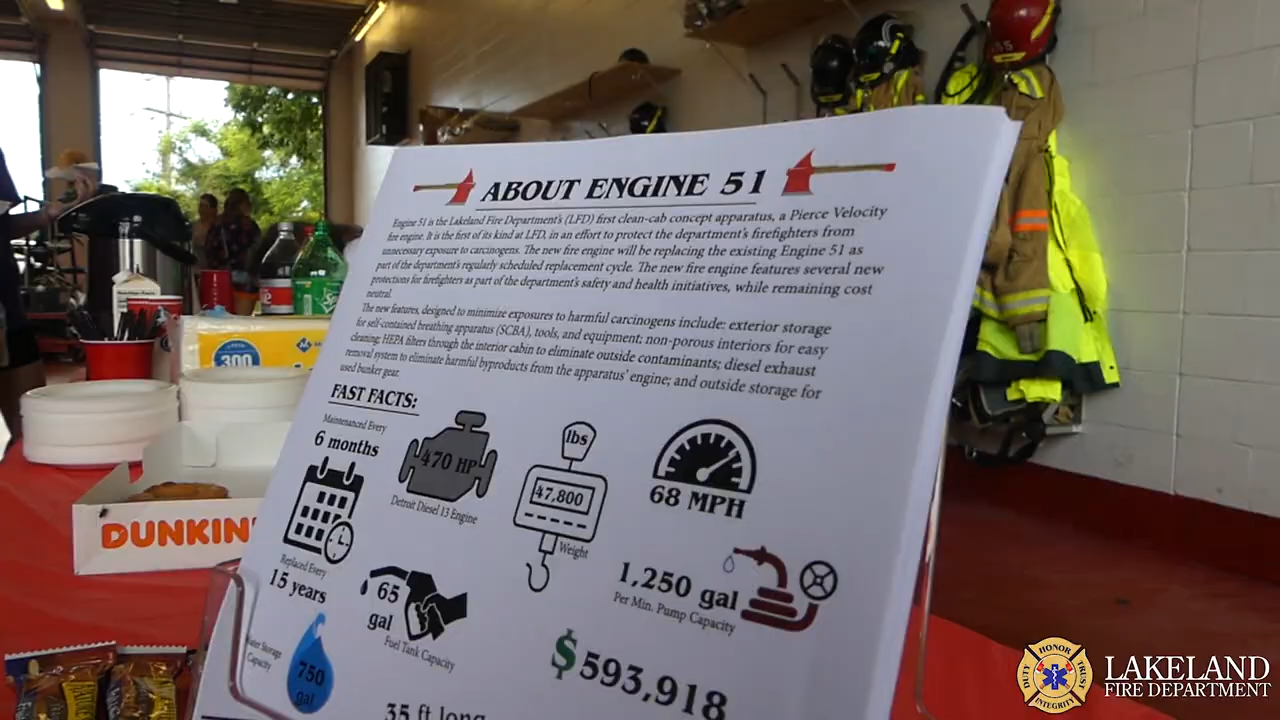 ABOUT ENGINE 51
Engine 51 is the Lakeland Fire Department's (LFD) first clean-cab concept apparatus, a Pierce Velocity
fire engine. It is the first of its kind at LFD, in an effort to protect the department's firefighters from
unnecessary exposure to carcinogens. The new fire engine will be replacing the existing Engine 51 as
part of the department's regularly scheduled replacement cycle. The new fire engine features several new
protections for firefighters as part of the department's safety and health initiatives, while remaining cost
neutral.
The new features, designed to minimize exposures to harmful carcinogens include: exterior storage
for self-contained breathing apparatus (SCBA), tools, and equipment; non-porous interiors for easy
cleaning; HEPA filters through the interior cabin to eliminate outside contaminants; diesel exhaust
removal system to eliminate harmful byproducts from the apparatus' engine; and outside storage for
used bunker gear.
FAST FACTS:
Maintenanced Every
6 months
470 HP
Detroit Diesel 13 Engine
lbs
47,800
Weight
68 MPH
Replaced Every
15 years
65
gal
Fuel Tank Capacity
1,250 gal
Per Min. Pump Capacity
Water Storage
Capacity
750
gal
$593,918
35 ft long
300
DUNKIN'
HONOR
DUTY
TRUST
INTEGRITY
LAKELAND
FIRE DEPARTMENT